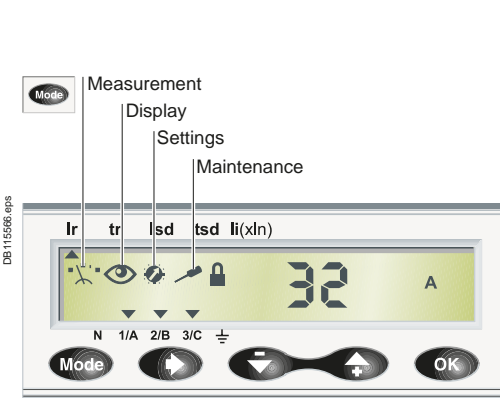 Mode
Measurement
Display
Settings
Maintenance
DB115566.eps
Ir tr Isd tsd Ii(xIn)
32 A
N 1/A 2/B 3/C
Mode - + OK